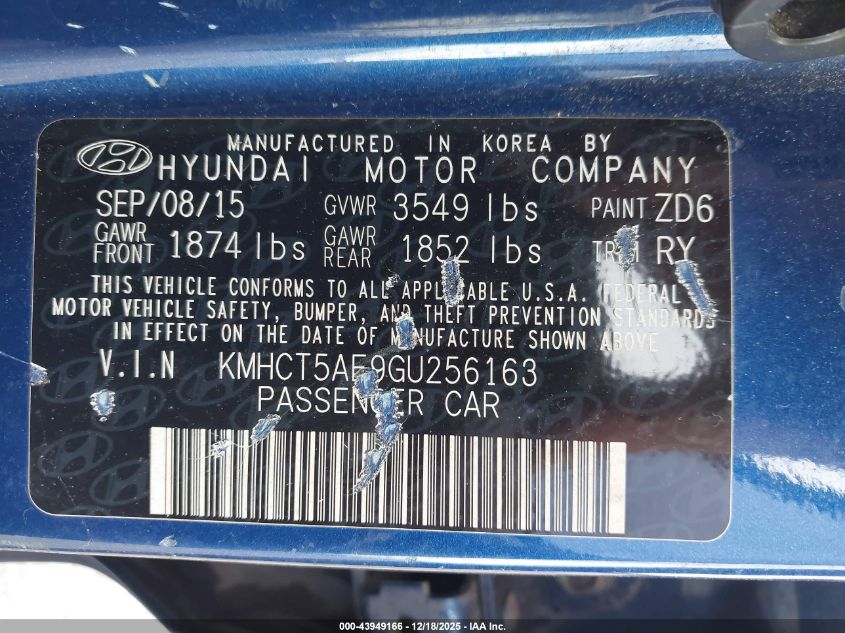 MANUFACTURED IN KOREA BY
HYUNDAI MOTOR COMPANY
SEP/08/15 GVWR 3549 lbs PAINT ZD6
GAWR FRONT 1874 lbs GAWR REAR 1852 lbs TRIM RY
THIS VEHICLE CONFORMS TO ALL APPLICABLE U.S.A. FEDERAL
MOTOR VEHICLE SAFETY, BUMPER, AND THEFT PREVENTION STANDARDS
IN EFFECT ON THE DATE OF MANUFACTURE SHOWN ABOVE.
V.I.N KMHCT5AE9GU256163
PASSENGER CAR
000-43949166 - 12/18/2025 - IAA Inc.